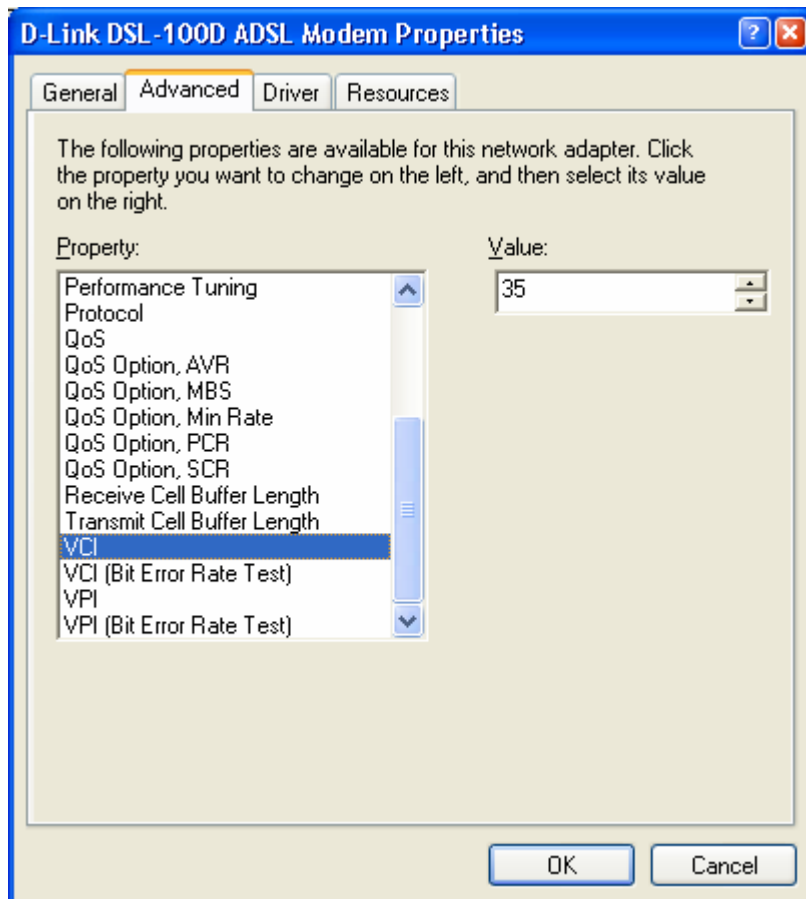 D-Link DSL-100D ADSL Modem Properties
General Advanced Driver Resources
The following properties are available for this network adapter. Click
the property you want to change on the left, and then select its value
on the right.
Property: Value:
Performance Tuning 35
Protocol
QoS
QoS Option, AVR
QoS Option, MBS
QoS Option, Min Rate
QoS Option, PCR
QoS Option, SCR
Receive Cell Buffer Length
Transmit Cell Buffer Length
VCI
VCI (Bit Error Rate Test)
VPI
VPI (Bit Error Rate Test)
OK Cancel